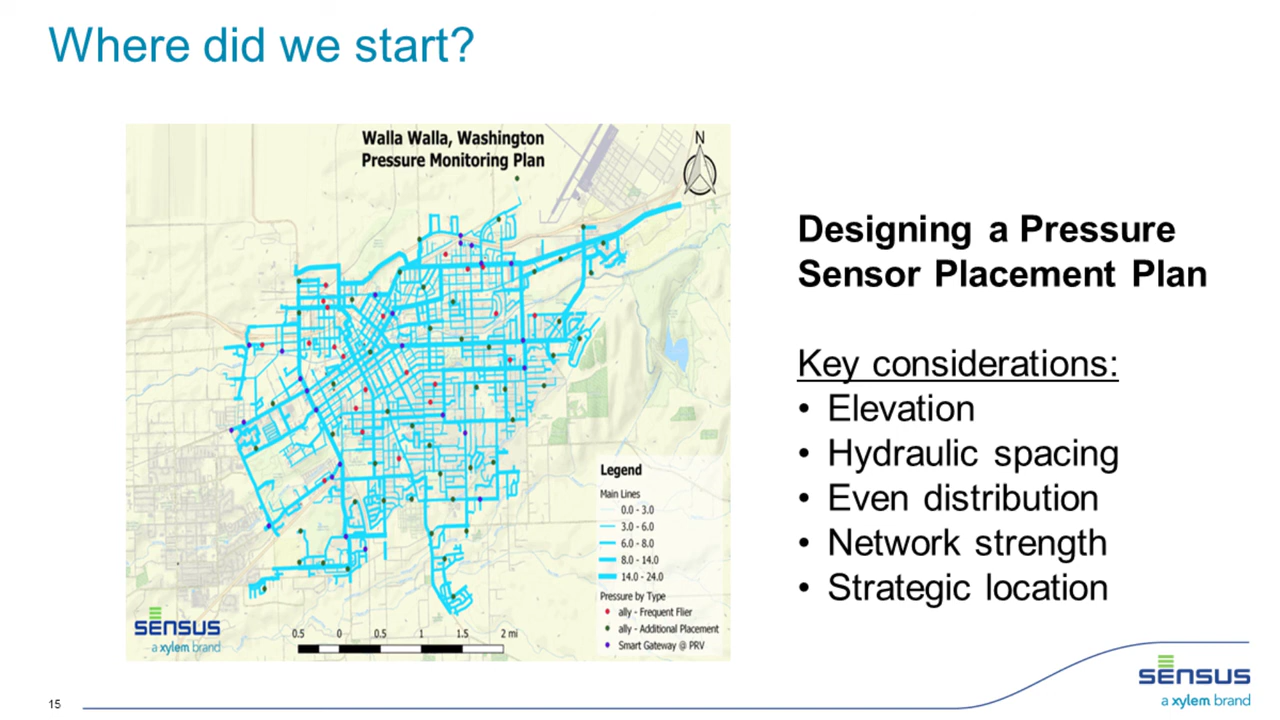 Where did we start?
Walla Walla, Washington
Pressure Monitoring Plan
N
Designing a Pressure
Sensor Placement Plan
Key considerations:
• Elevation
• Hydraulic spacing
• Even distribution
• Network strength
• Strategic location
Legend
Main Lines
0.0 - 3.0
3.0 - 6.0
6.0 - 8.0
8.0 - 14.0
14.0 - 24.0
Pressure by Type
ally - Frequent Flier
ally - Additional Placement
Smart Gateway @ PRV
SENSUS
a xylem brand
0.5 0 0.5 1 1.5 2 mi
SENSUS
a xylem brand
15